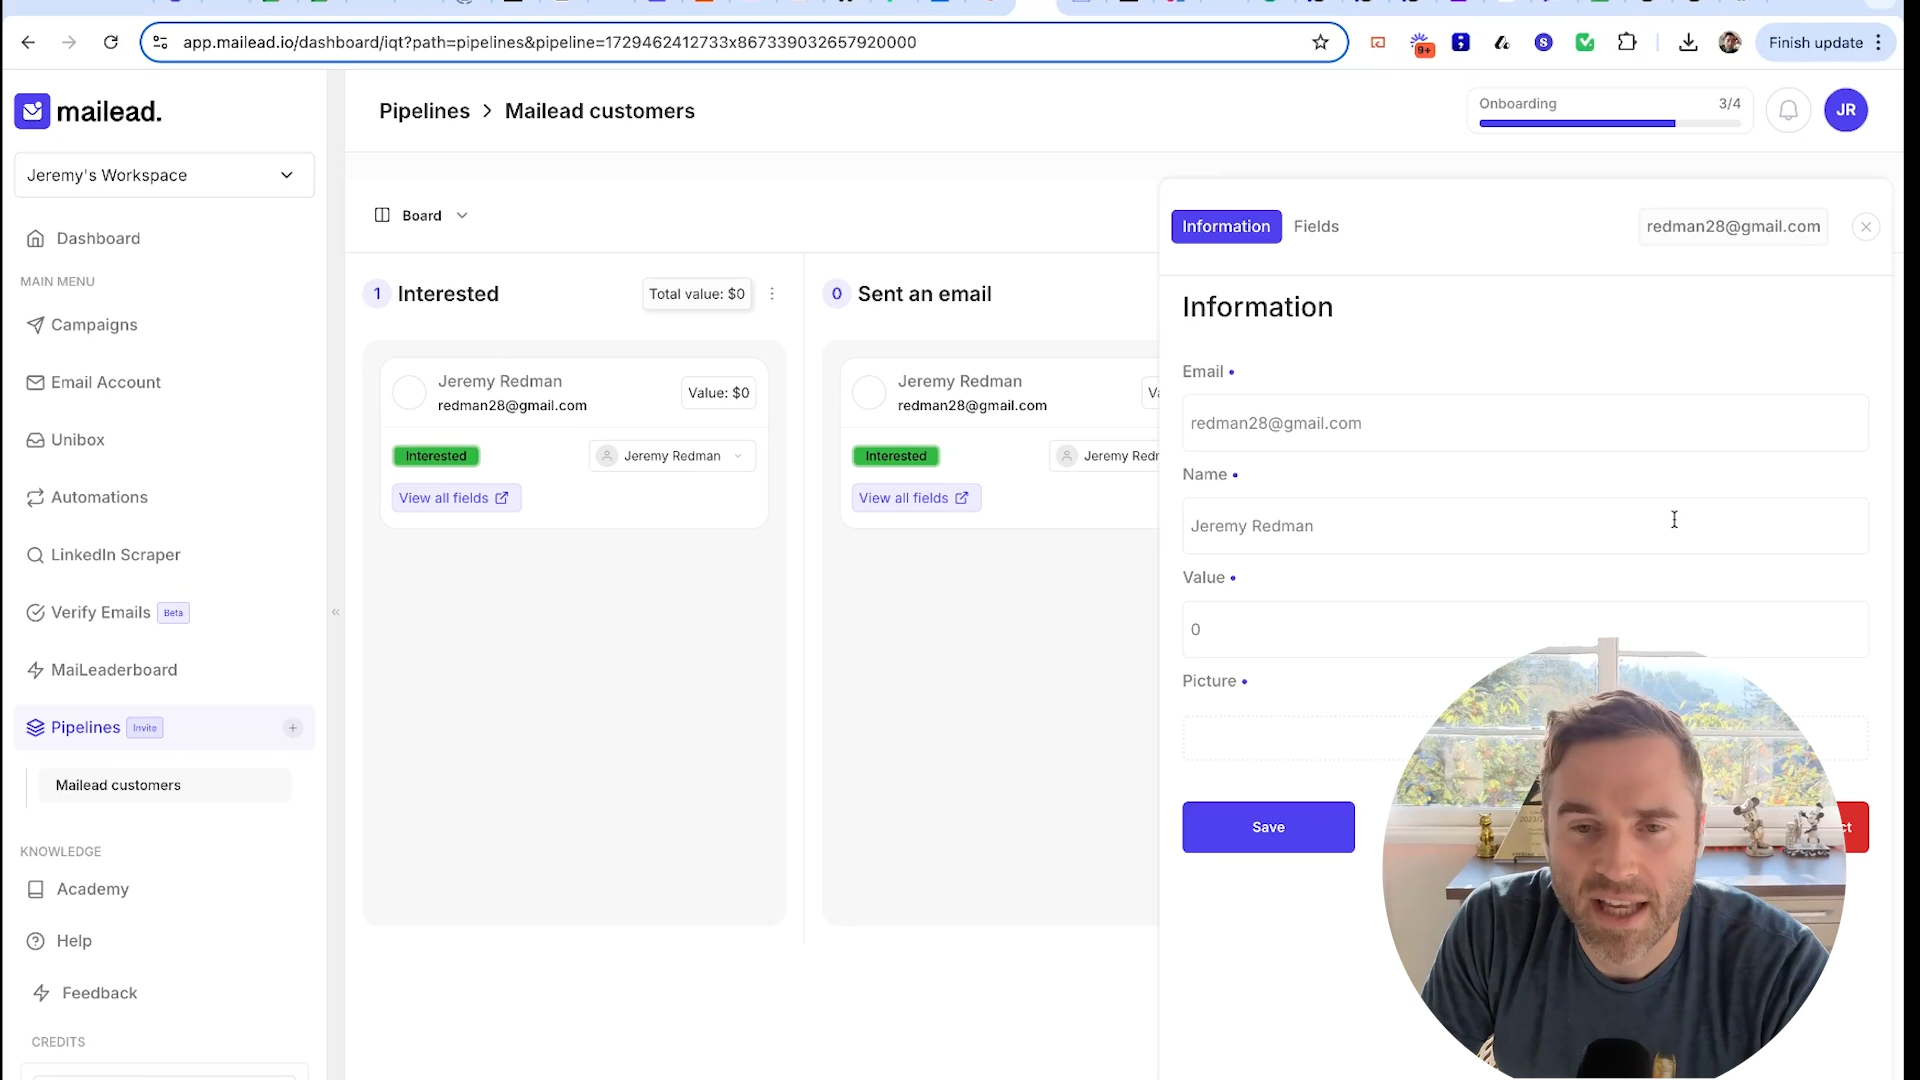 app.mailead.io/dashboard/iqt?path=pipelines&pipeline=1729462412733x867339032657920000
9+
Finish update
mailead.
Pipelines > Mailead customers
Onboarding
3/4
JR
Jeremy's Workspace
Board
Information
Fields
redman28@gmail.com
Dashboard
MAIN MENU
Campaigns
Email Account
Unibox
Automations
LinkedIn Scraper
Verify Emails Beta
MaiLeaderboard
Pipelines Invite
Mailead customers
KNOWLEDGE
Academy
Help
Feedback
CREDITS
1 Interested
Total value: $0
Jeremy Redman
redman28@gmail.com
Value: $0
Interested
Jeremy Redman
View all fields
0 Sent an email
Jeremy Redman
redman28@gmail.com
Interested
View all fields
Information
Email
redman28@gmail.com
Name
Jeremy Redman
Value
0
Picture
Save